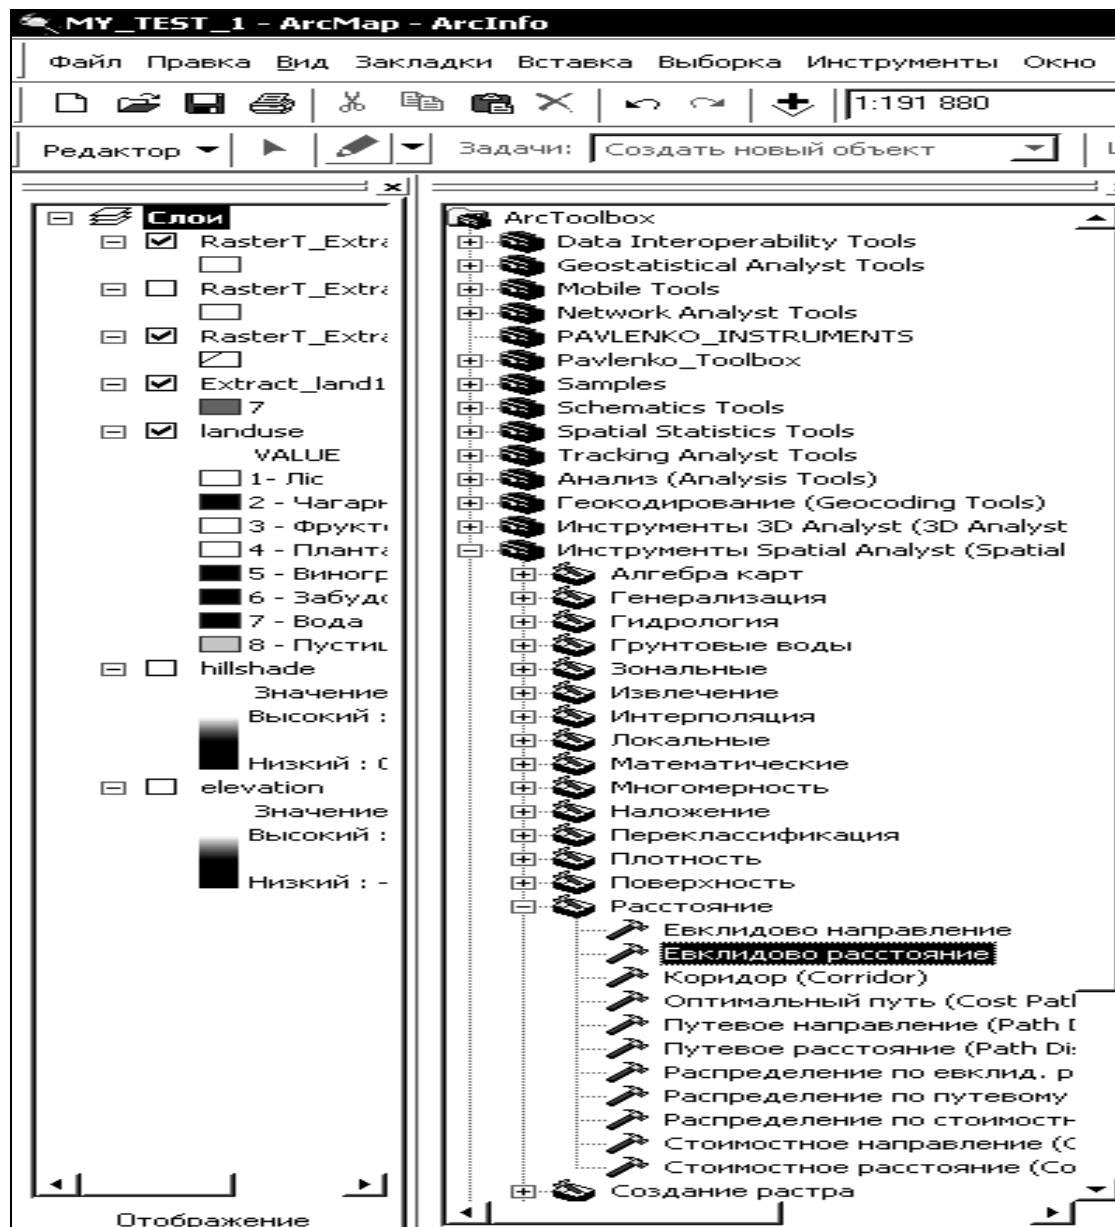 MY_TEST_1 - ArcMap - ArcInfo
Файл Правка Вид Закладки Вставка Выборка Инструменты Окно
1:191 880
Редактор Задачи: Создать новый объект
Слои
RasterT_Extra
RasterT_Extra
RasterT_Extra
Extract_land1
7
landuse
VALUE
1- Ліс
2 - Чагарн
3 - Фрукто
4 - Планта
5 - Виногр
6 - Забудо
7 - Вода
8 - Пустищ
hillshade
Значение
Высокий :
Низкий : 0
elevation
Значение
Высокий :
Низкий : -
Отображение
ArcToolbox
Data Interoperability Tools
Geostatistical Analyst Tools
Mobile Tools
Network Analyst Tools
PAVLENKO_INSTRUMENTS
Pavlenko_Toolbox
Samples
Schematics Tools
Spatial Statistics Tools
Tracking Analyst Tools
Анализ (Analysis Tools)
Геокодирование (Geocoding Tools)
Инструменты 3D Analyst (3D Analyst
Инструменты Spatial Analyst (Spatial
Алгебра карт
Генерализация
Гидрология
Грунтовые воды
Зональные
Извлечение
Интерполяция
Локальные
Математические
Многомерность
Наложение
Переклассификация
Плотность
Поверхность
Расстояние
Евклидово направление
Евклидово расстояние
Коридор (Corridor)
Оптимальный путь (Cost Patl
Путевое направление (Path D
Путевое расстояние (Path Dis
Распределение по евклид. р
Распределение по путевому
Распределение по стоимостн
Стоимостное направление (C
Стоимостное расстояние (Co
Создание растра